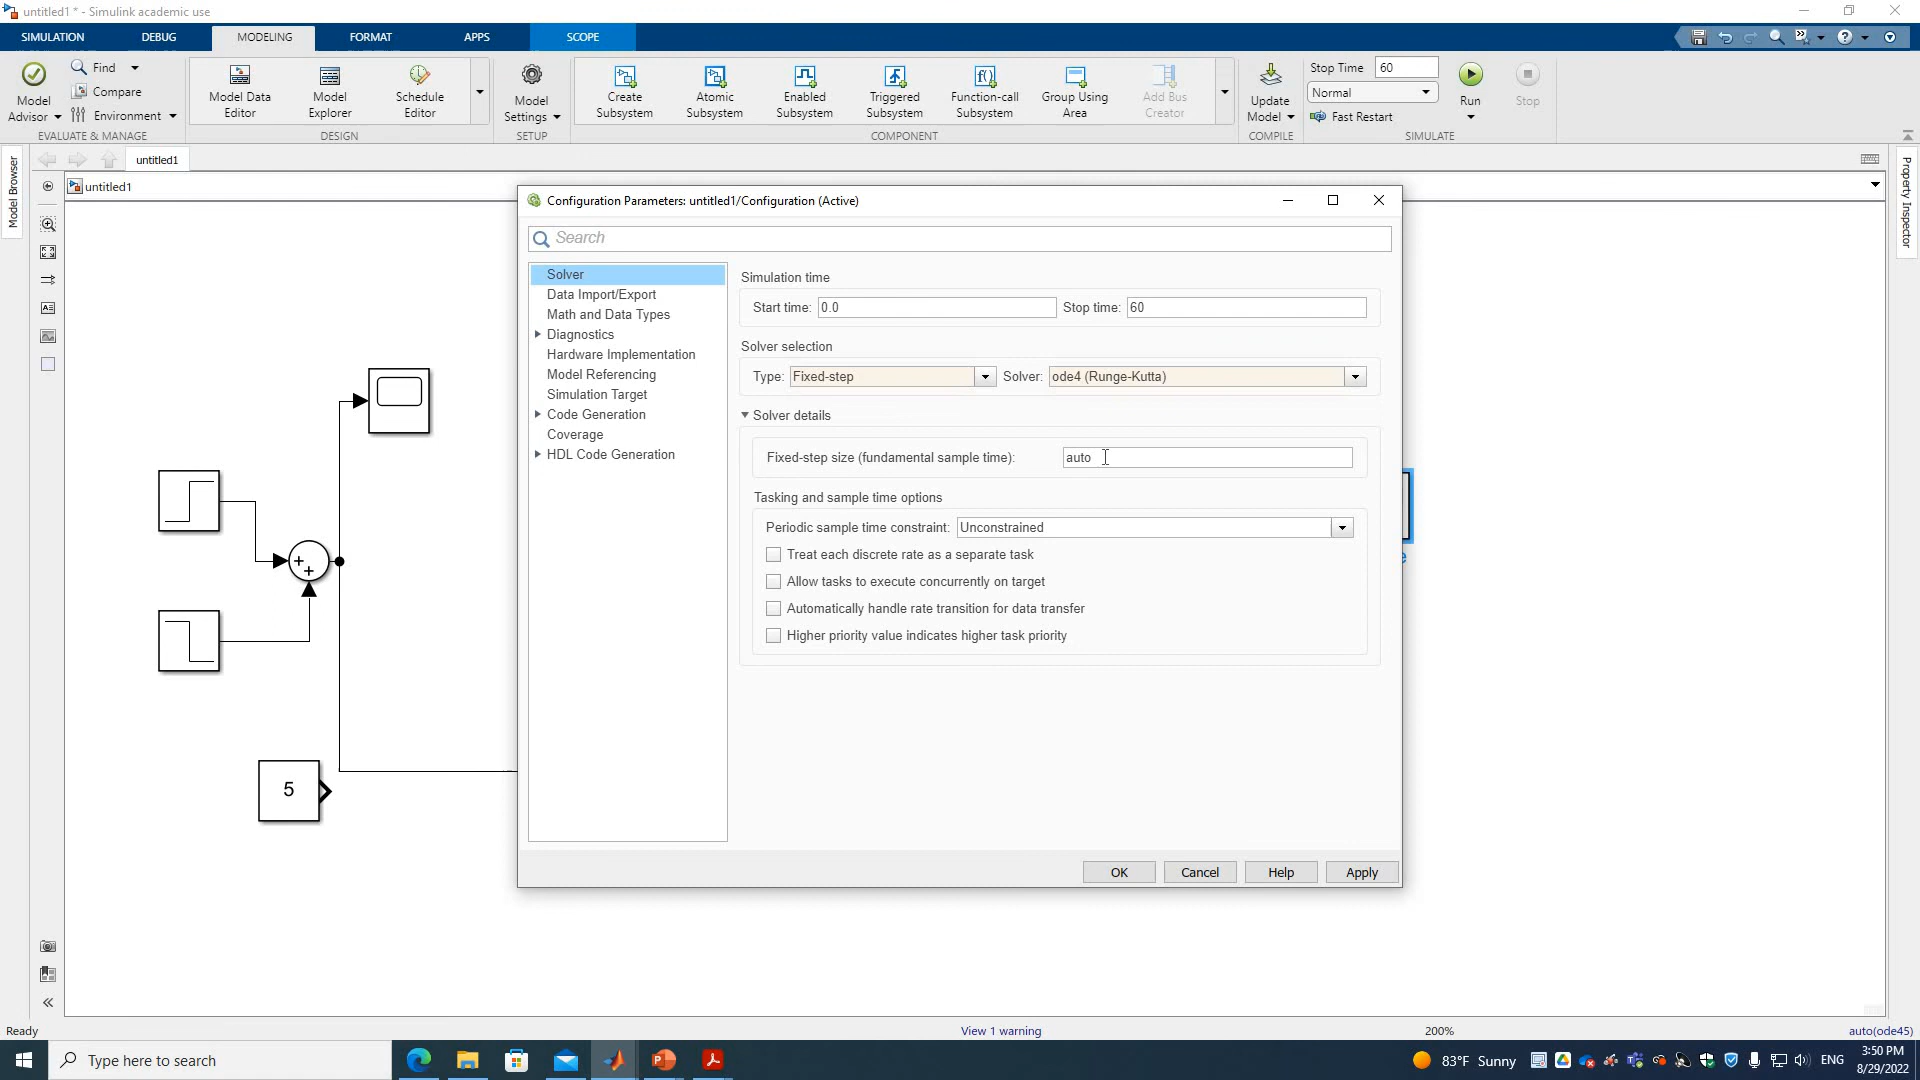 untitled1 * - Simulink academic use
SIMULATION
DEBUG
MODELING
FORMAT
APPS
SCOPE
Model Advisor
Find
Compare
Environment
EVALUATE & MANAGE
Model Data Editor
Model Explorer
Schedule Editor
DESIGN
Model Settings
SETUP
Create Subsystem
Atomic Subsystem
Enabled Subsystem
Triggered Subsystem
Function-call Subsystem
Group Using Area
Add Bus Creator
COMPONENT
Update Model
COMPILE
Stop Time 60
Normal
Fast Restart
Run
Stop
SIMULATE
Model Browser
untitled1
untitled1
Property Inspector
Configuration Parameters: untitled1/Configuration (Active)
Search
Solver
Data Import/Export
Math and Data Types
Diagnostics
Hardware Implementation
Model Referencing
Simulation Target
Code Generation
Coverage
HDL Code Generation
Simulation time
Start time: 0.0 Stop time: 60
Solver selection
Type: Fixed-step Solver: ode4 (Runge-Kutta)
Solver details
Fixed-step size (fundamental sample time): auto
Tasking and sample time options
Periodic sample time constraint: Unconstrained
Treat each discrete rate as a separate task
Allow tasks to execute concurrently on target
Automatically handle rate transition for data transfer
Higher priority value indicates higher task priority
OK Cancel Help Apply
5
Ready
View 1 warning
200%
auto(ode45)
Type here to search
83°F Sunny
ENG
3:50 PM
8/29/2022